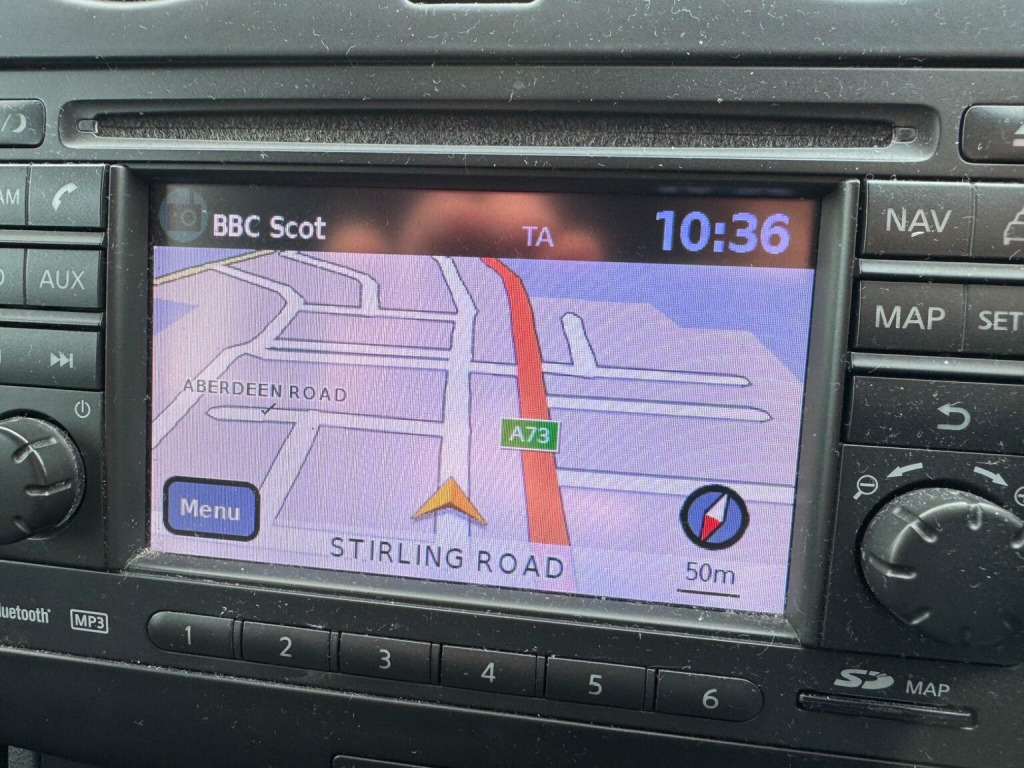 AM
AUX
BBC Scot
TA
10:36
NAV
MAP
SET
ABERDEEN ROAD
A73
Menu
STIRLING ROAD
50m
luetooth
MP3
1
2
3
4
5
6
SD
MAP